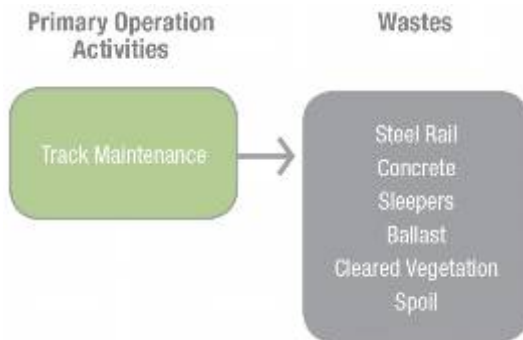 Primary Operation
Activities
Wastes
Track Maintenance
Steel Rail
Concrete
Sleepers
Ballast
Cleared Vegetation
Spoil